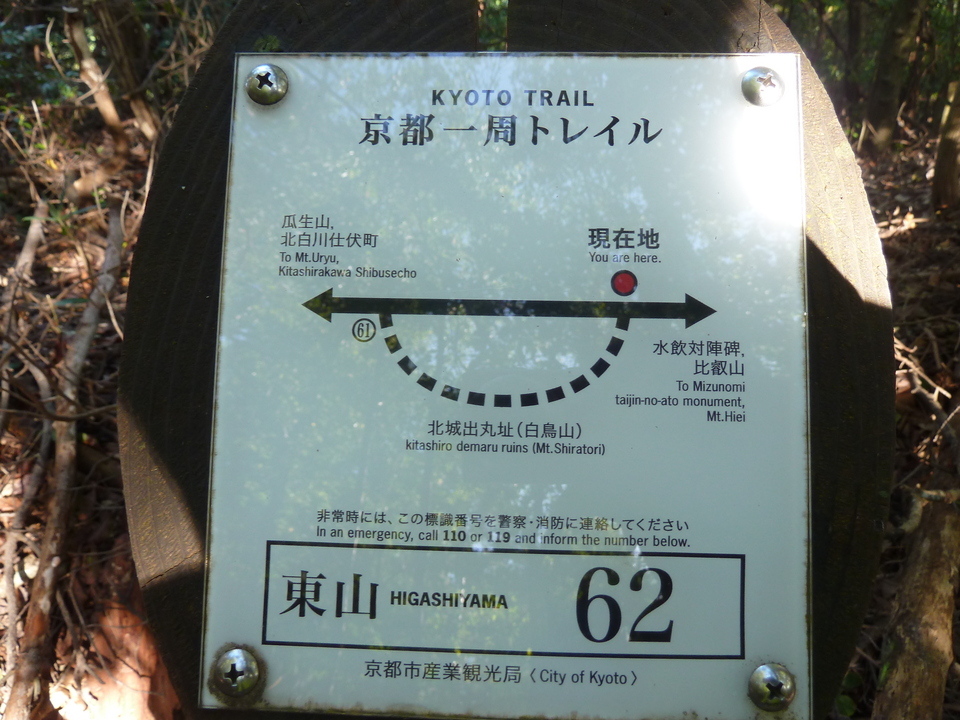 KYOTO TRAIL
京都一周トレイル
瓜生山,
北白川仕伏町
To Mt.Uryu,
Kitashirakawa Shibusecho
現在地
You are here.
61
水飲対陣碑,
比叡山
To Mizunomi
taijin-no-ato monument,
Mt.Hiei
北城出丸址(白鳥山)
kitashiro demaru ruins (Mt.Shiratori)
非常時には、この標識番号を警察・消防に連絡してください
In an emergency, call 110 or 119 and inform the number below.
東山 HIGASHIYAMA 62
京都市産業観光局〈City of Kyoto〉